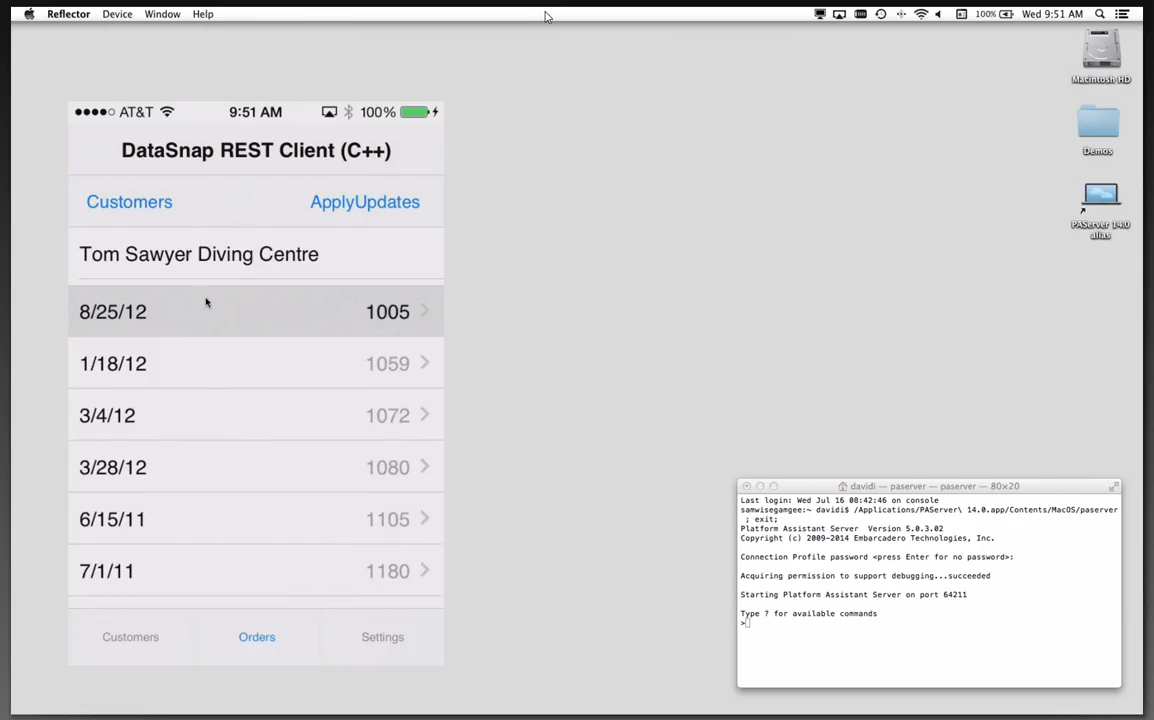 Reflector Device Window Help 100% Wed 9:51 AM
Macintosh HD
Demos
PAServer 14.0
alias
AT&T 9:51 AM 100%
DataSnap REST Client (C++)
Customers ApplyUpdates
Tom Sawyer Diving Centre
8/25/12 1005
1/18/12 1059
3/4/12 1072
3/28/12 1080
6/15/11 1105
7/1/11 1180
Customers Orders Settings
davidi — paserver — paserver — 80×20
Last login: Wed Jul 16 08:42:46 on console
samwisegamgee:~ davidi$ /Applications/PAServer\ 14.0.app/Contents/MacOS/paserver
; exit;
Platform Assistant Server Version 5.0.3.02
Copyright (c) 2009-2014 Embarcadero Technologies, Inc.
Connection Profile password <press Enter for no password>:
Acquiring permission to support debugging...succeeded
Starting Platform Assistant Server on port 64211
Type ? for available commands
>